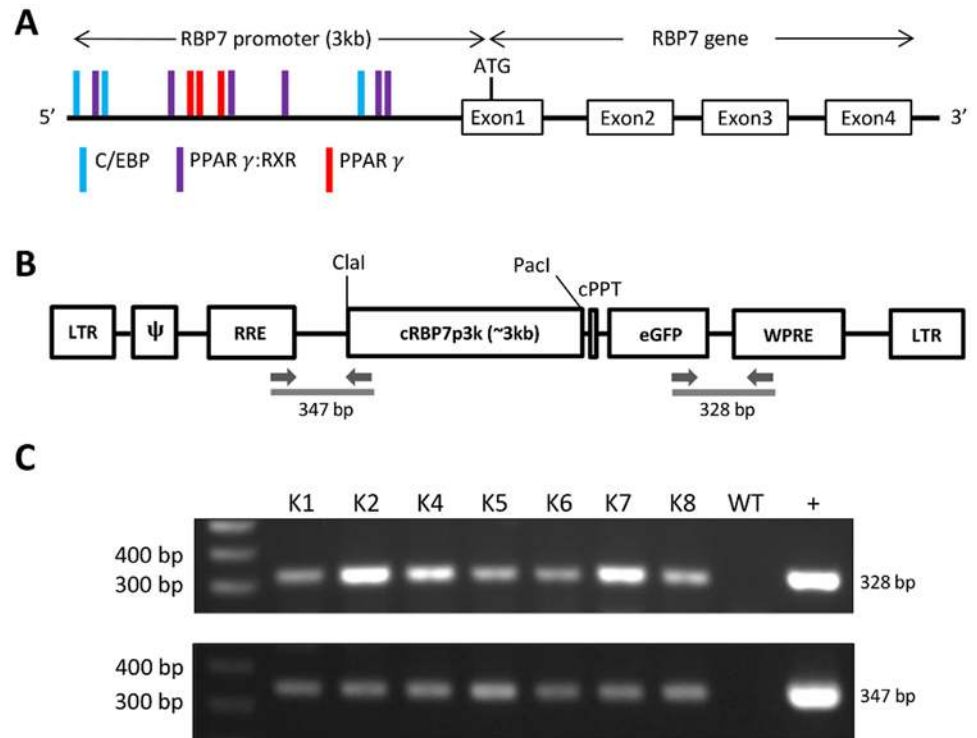 A
RBP7 promoter (3kb) RBP7 gene
ATG
5′ Exon1 Exon2 Exon3 Exon4 3′
C/EBP PPAR γ:RXR PPAR γ
B
ClaI PacI cPPT
LTR ψ RRE cRBP7p3k (~3kb) eGFP WPRE LTR
347 bp 328 bp
C
K1 K2 K4 K5 K6 K7 K8 WT +
400 bp
300 bp 328 bp
400 bp
300 bp 347 bp